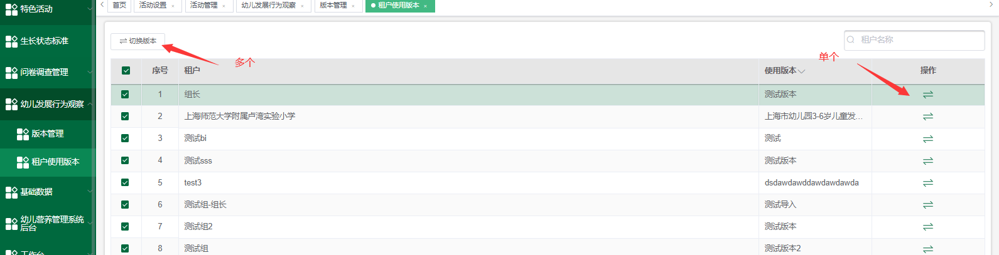 特色活动
生长状态标准
问卷调查管理
幼儿发展行为观察
版本管理
租户使用版本
基础数据
幼儿营养管理系统
后台
工作台
首页 活动设置 × 活动管理 × 幼儿发展行为观察 × 版本管理 × 租户使用版本 ×
切换版本
租户名称
多个
单个
序号 租户 使用版本 操作
1 组长 测试版本
2 上海师范大学附属卢湾实验小学 上海市幼儿园3-6岁儿童发...
3 测试bi 测试
4 测试sss 测试版本
5 test3 dsdawdawddawdawdawda
6 测试组-组长 测试导入
7 测试组2 测试版本
8 测试组 测试版本2